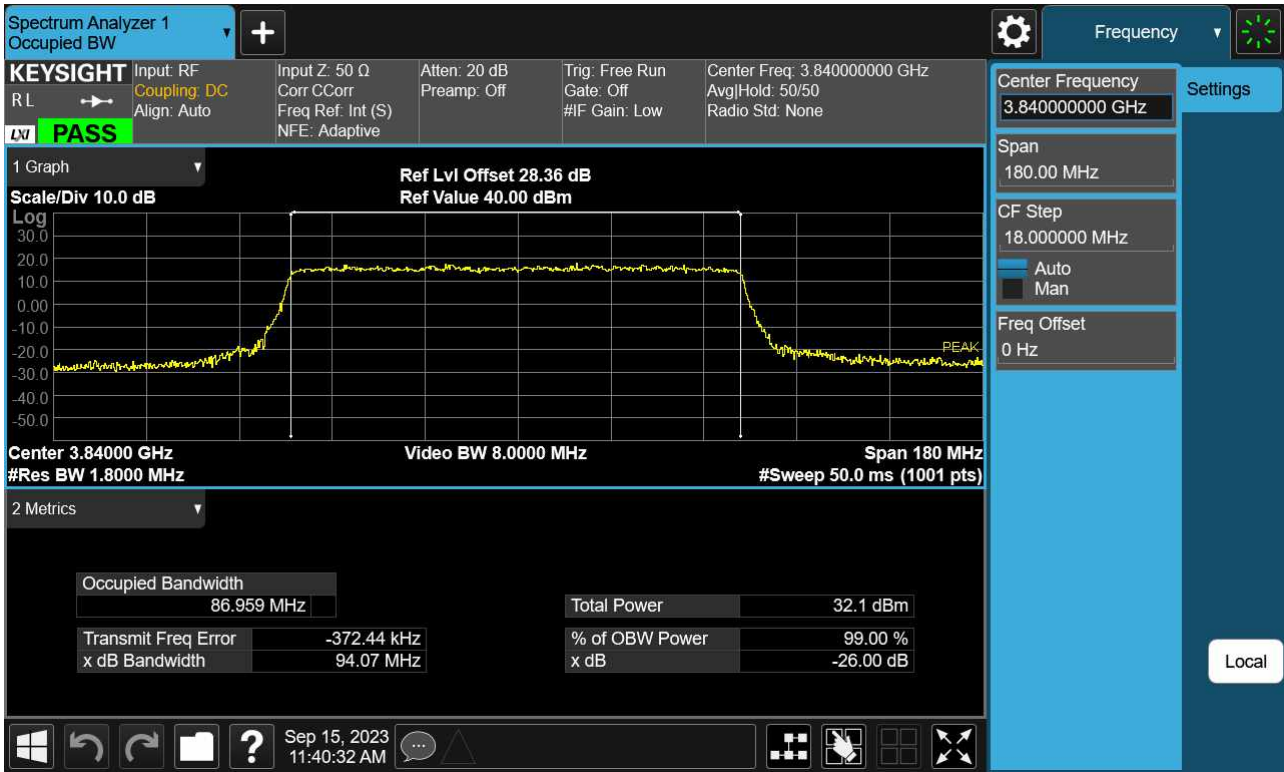 Spectrum Analyzer 1
Occupied BW
Frequency
KEYSIGHT
R L
LXI
PASS
Input: RF
Coupling: DC
Align: Auto
Input Z: 50 Ω
Corr CCorr
Freq Ref: Int (S)
NFE: Adaptive
Atten: 20 dB
Preamp: Off
Trig: Free Run
Gate: Off
#IF Gain: Low
Center Freq: 3.840000000 GHz
Avg|Hold: 50/50
Radio Std: None
Center Frequency
3.840000000 GHz
Settings
Span
180.00 MHz
CF Step
18.000000 MHz
Auto
Man
Freq Offset
0 Hz
1 Graph
Ref Lvl Offset 28.36 dB
Scale/Div 10.0 dB
Ref Value 40.00 dBm
Log
30.0
20.0
10.0
0.00
-10.0
-20.0
-30.0
-40.0
-50.0
PEAK
Center 3.84000 GHz
Video BW 8.0000 MHz
Span 180 MHz
#Res BW 1.8000 MHz
#Sweep 50.0 ms (1001 pts)
2 Metrics
Occupied Bandwidth
86.959 MHz
Total Power 32.1 dBm
Transmit Freq Error -372.44 kHz
% of OBW Power 99.00 %
x dB Bandwidth 94.07 MHz
x dB -26.00 dB
Local
?
Sep 15, 2023
11:40:32 AM